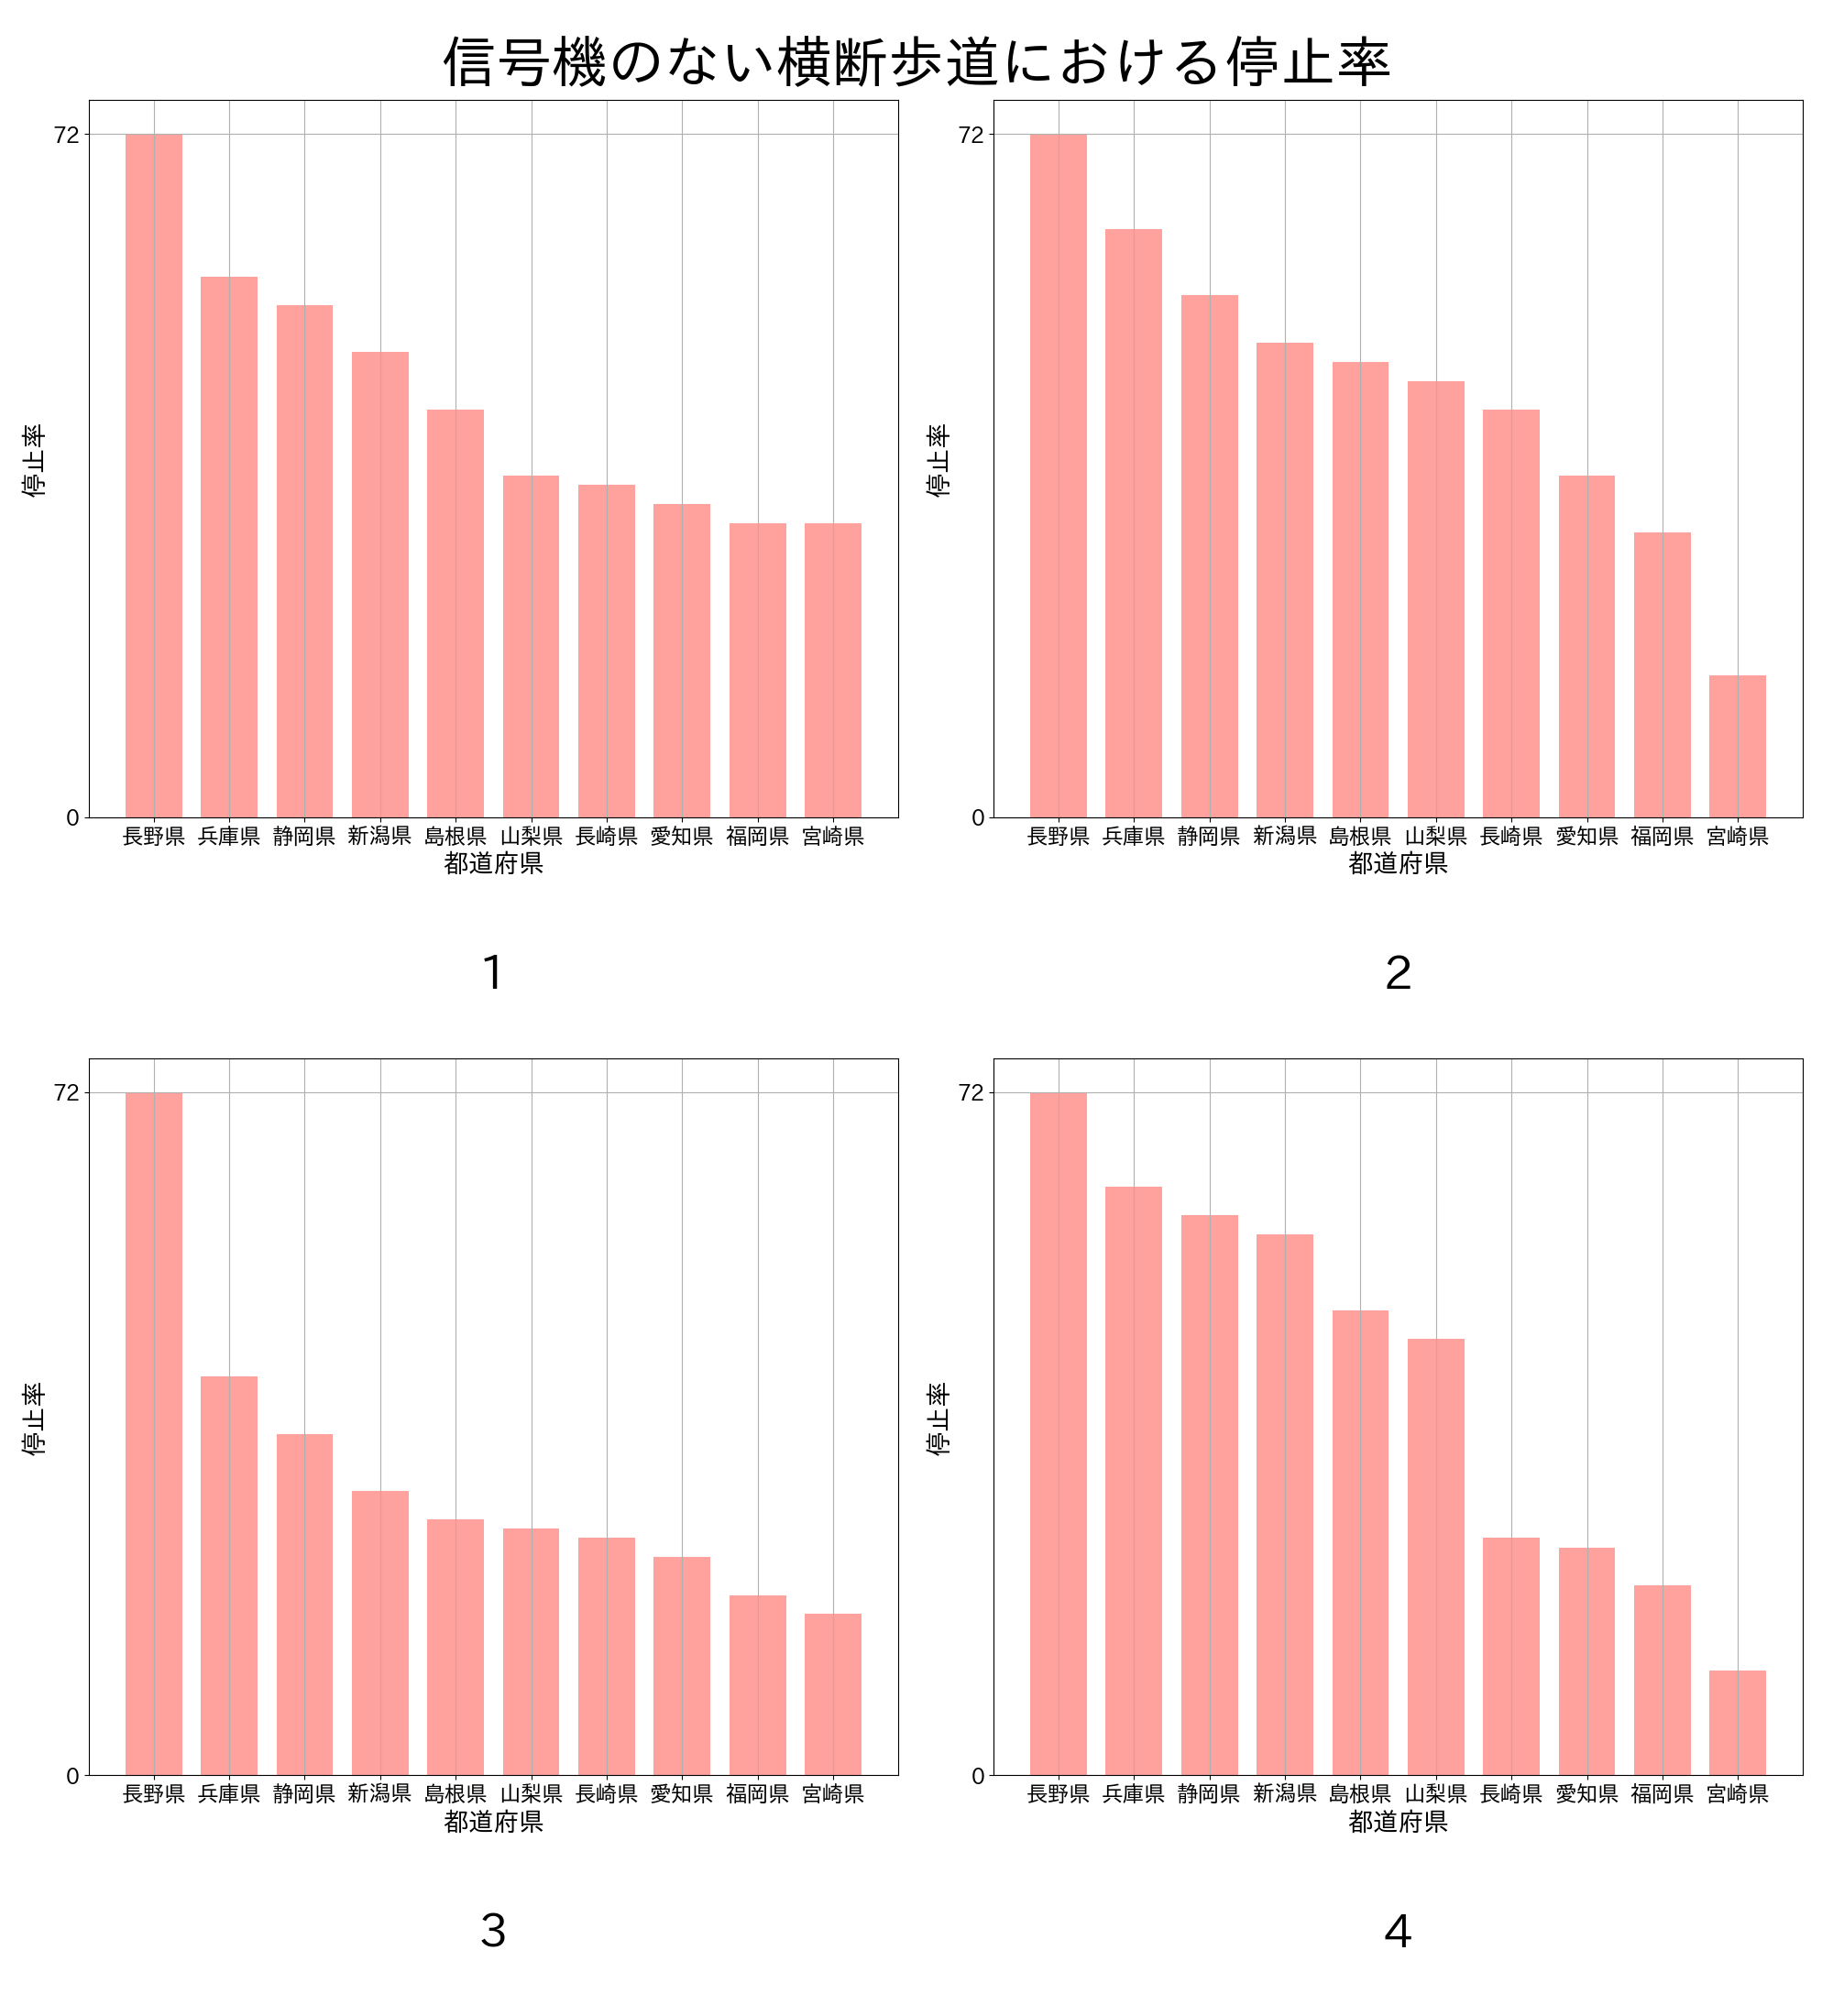 信号機のない横断歩道における停止率
72
0
停止率
長野県 兵庫県 静岡県 新潟県 島根県 山梨県 長崎県 愛知県 福岡県 宮崎県
都道府県
1
72
0
停止率
長野県 兵庫県 静岡県 新潟県 島根県 山梨県 長崎県 愛知県 福岡県 宮崎県
都道府県
2
72
0
停止率
長野県 兵庫県 静岡県 新潟県 島根県 山梨県 長崎県 愛知県 福岡県 宮崎県
都道府県
3
72
0
停止率
長野県 兵庫県 静岡県 新潟県 島根県 山梨県 長崎県 愛知県 福岡県 宮崎県
都道府県
4